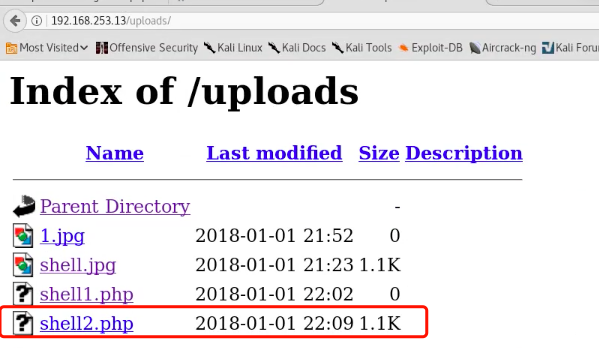 192.168.253.13/uploads/
Most Visited Offensive Security Kali Linux Kali Docs Kali Tools Exploit-DB Aircrack-ng Kali Foru
Index of /uploads
Name Last modified Size Description
Parent Directory -
1.jpg 2018-01-01 21:52 0
shell.jpg 2018-01-01 21:23 1.1K
shell1.php 2018-01-01 22:02 0
shell2.php 2018-01-01 22:09 1.1K